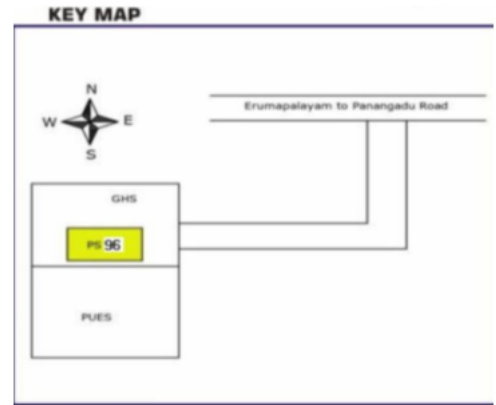 KEY MAP
N
Erumapalayam to Panangadu Road
W E
S
GHS
PS 96
PUES